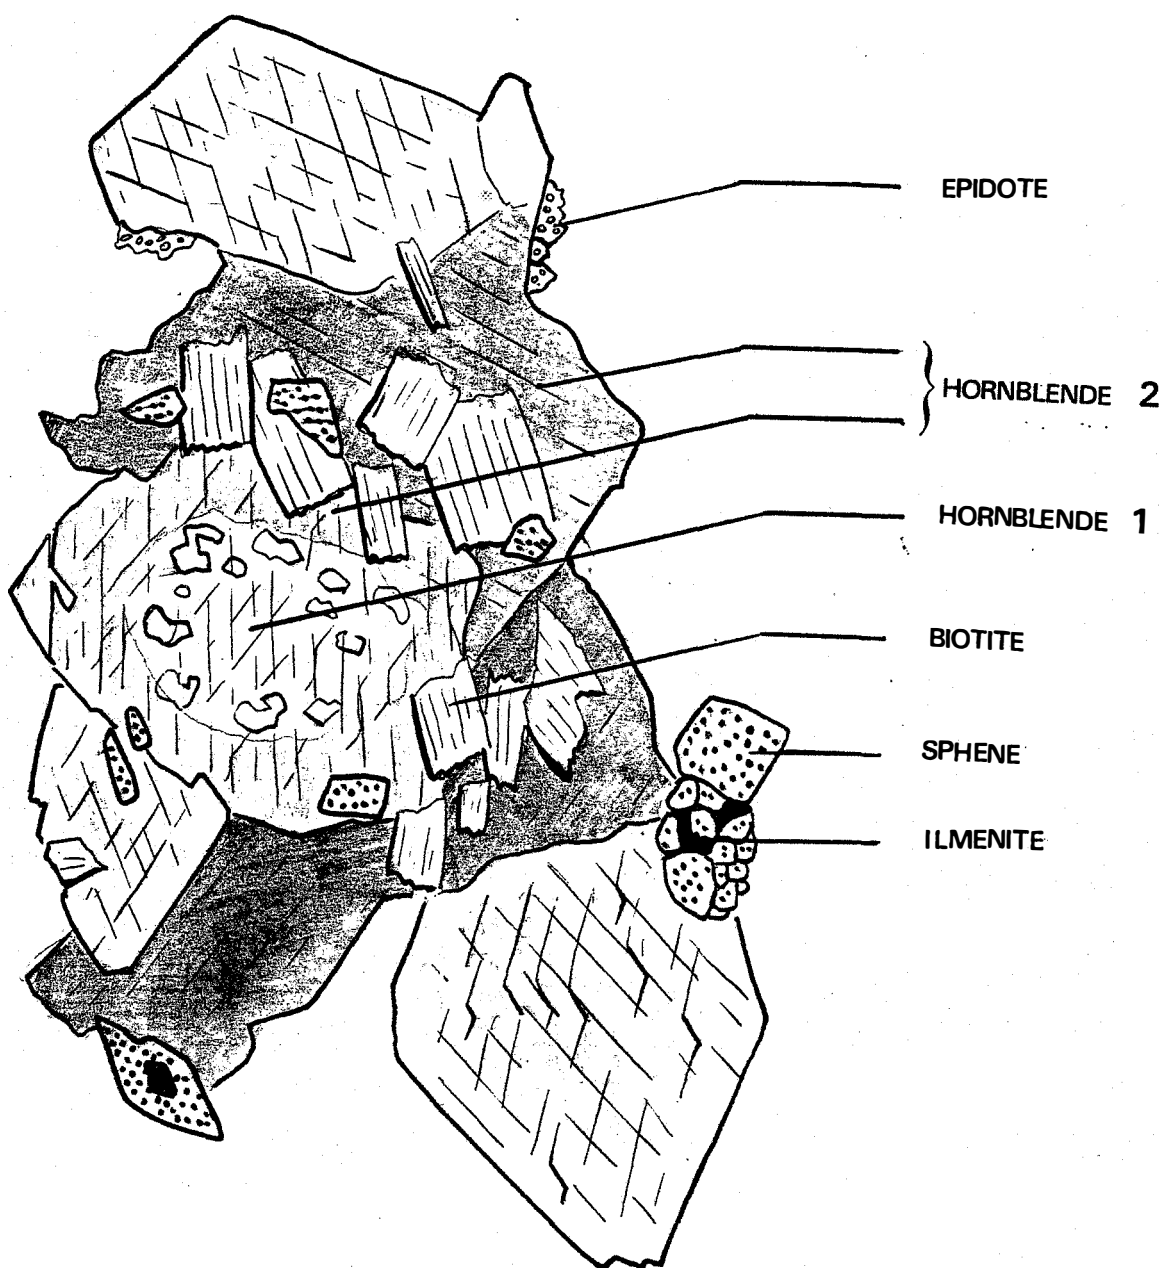 EPIDOTE
HORNBLENDE 2
HORNBLENDE 1
BIOTITE
SPHENE
ILMENITE